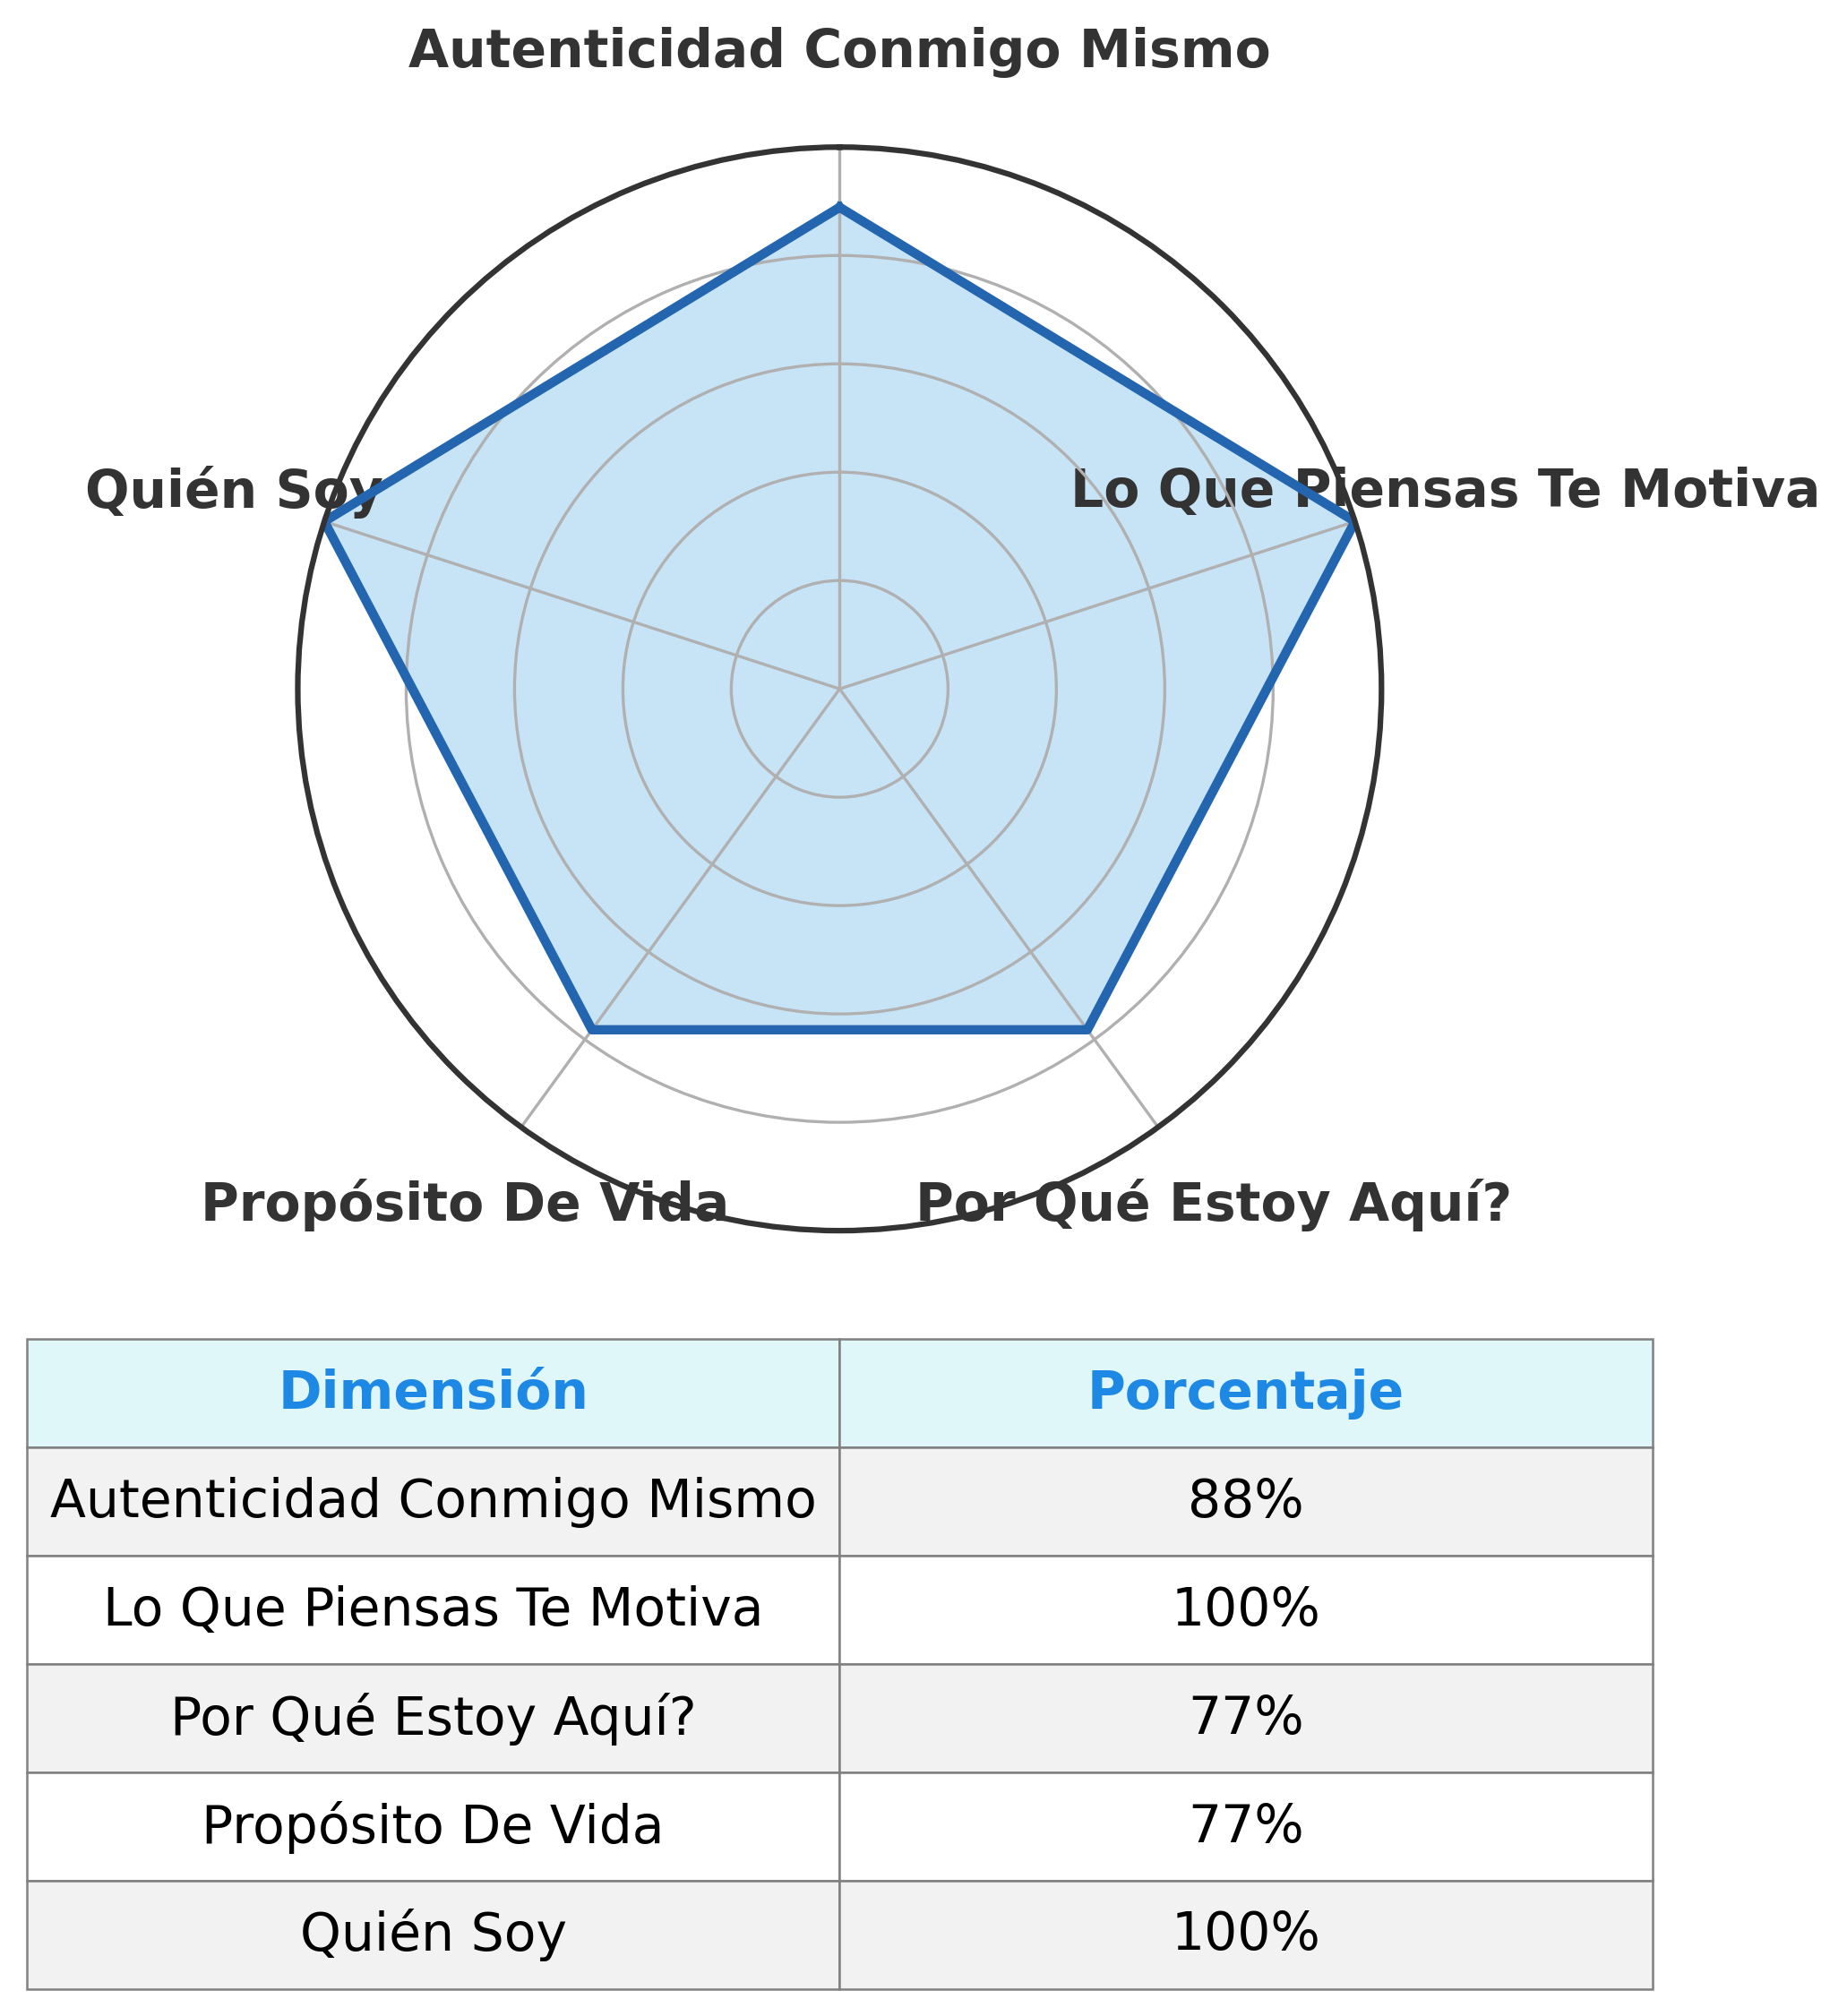 Autenticidad Conmigo Mismo
Quién Soy
Lo Que Piensas Te Motiva
Propósito De Vida
Por Qué Estoy Aquí?
Dimensión Porcentaje
Autenticidad Conmigo Mismo 88%
Lo Que Piensas Te Motiva 100%
Por Qué Estoy Aquí? 77%
Propósito De Vida 77%
Quién Soy 100%